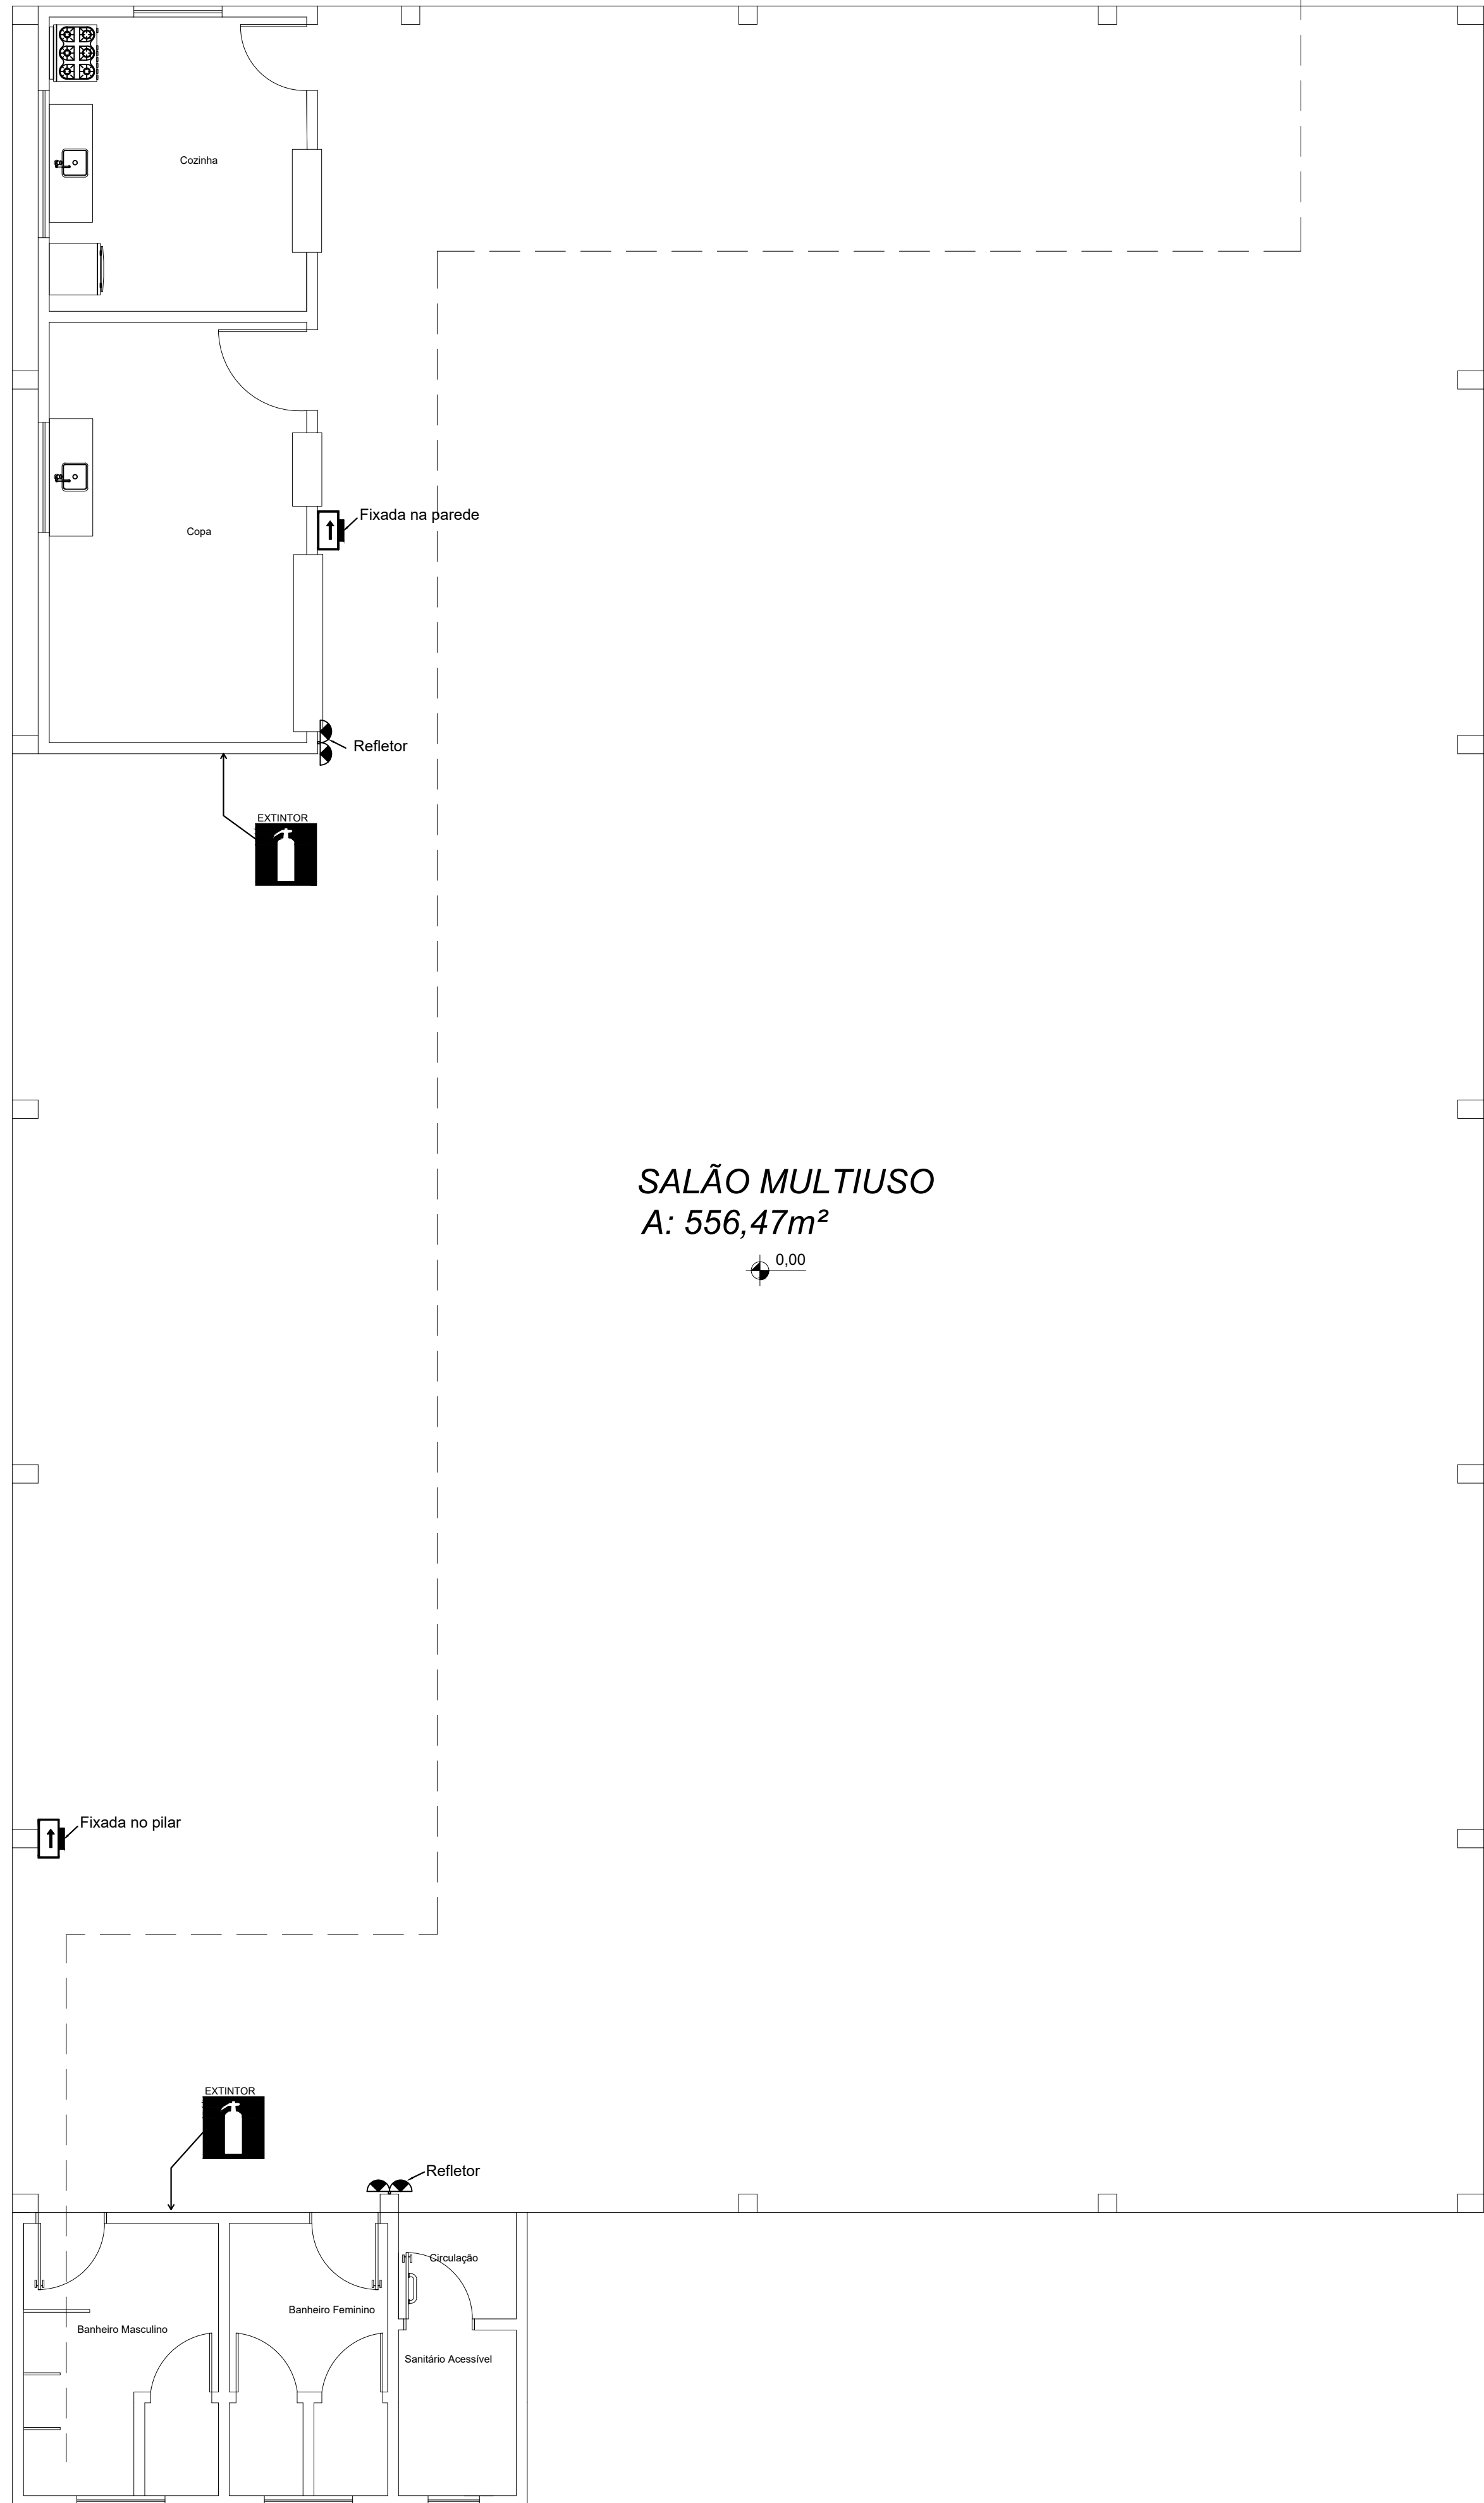 Cozinha
Fixada na parede
Copa
Refletor
EXTINTOR
SALÃO MULTIUSO
A: 556,47m²
0,00
Fixada no pilar
EXTINTOR
Refletor
Circulação
Banheiro Feminino
Banheiro Masculino
Sanitário Acessível